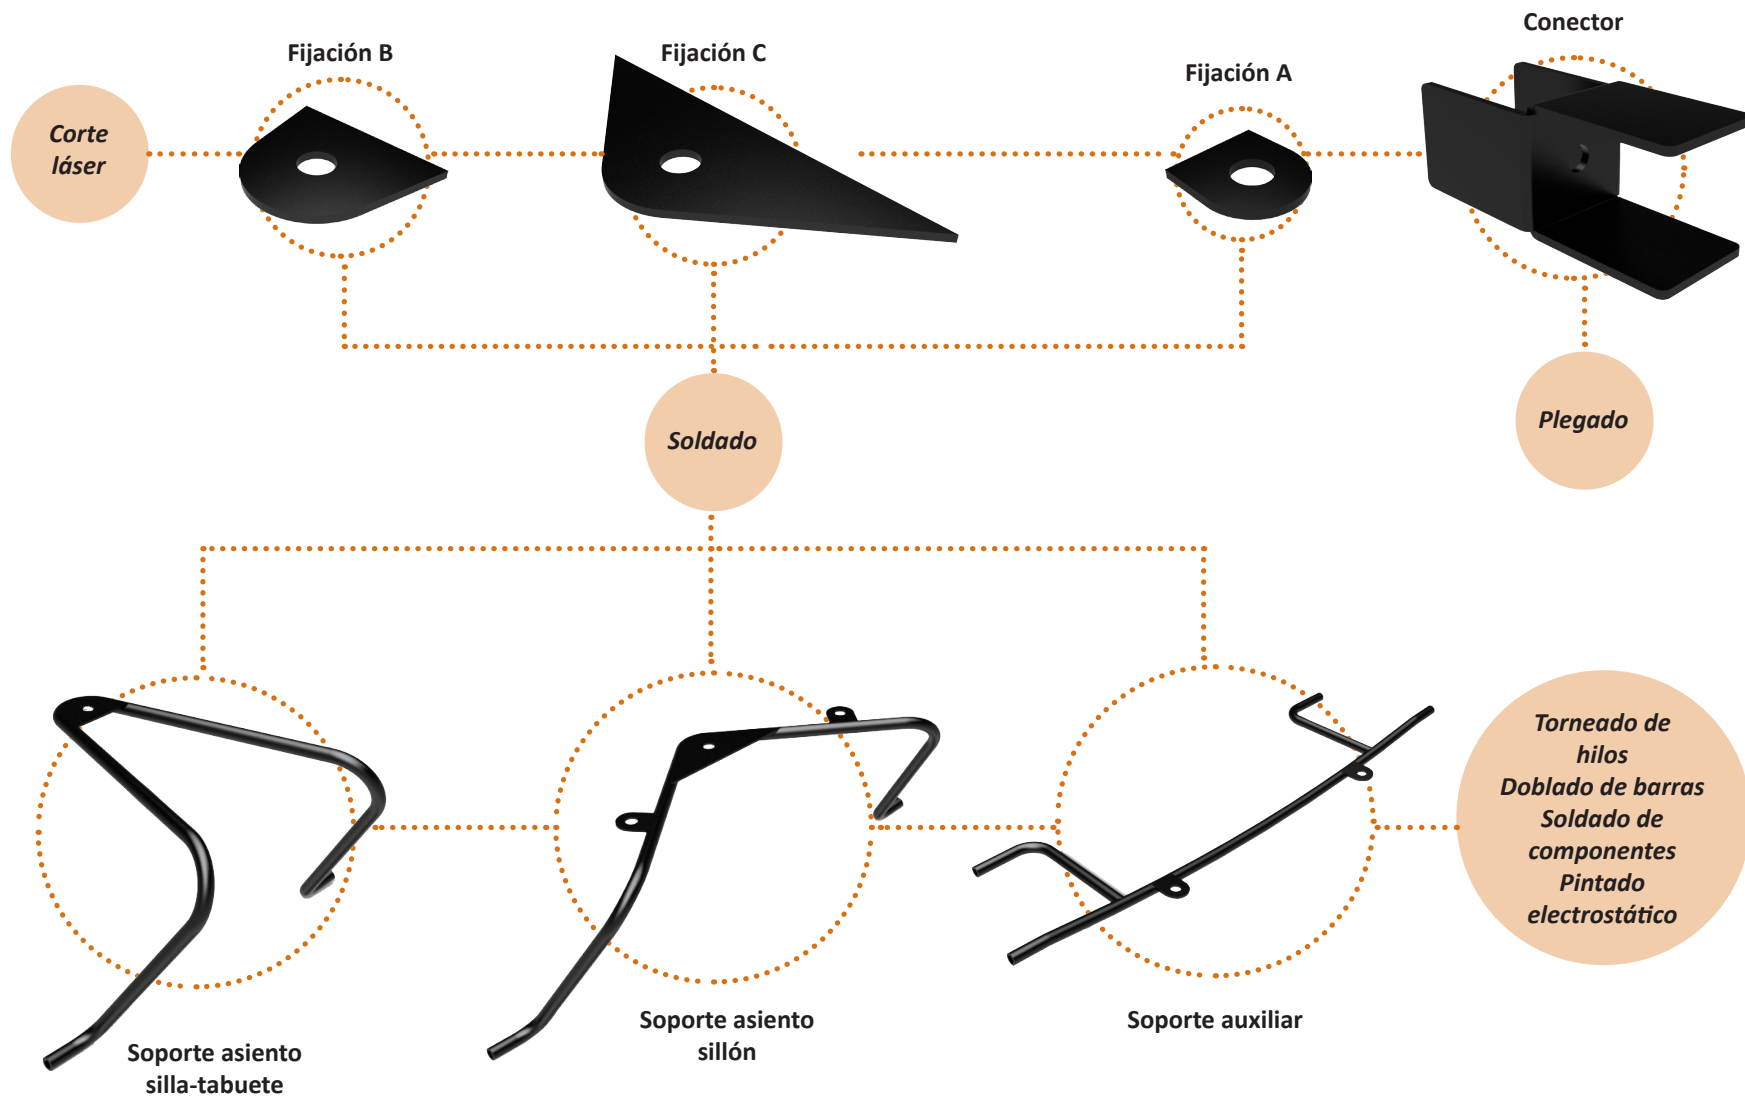 Fijación B
Fijación C
Fijación A
Conector
Corte
láser
Soldado
Plegado
Torneado de
hilos
Doblado de barras
Soldado de
componentes
Pintado
electrostático
Soporte asiento
silla-tabuete
Soporte asiento
sillón
Soporte auxiliar